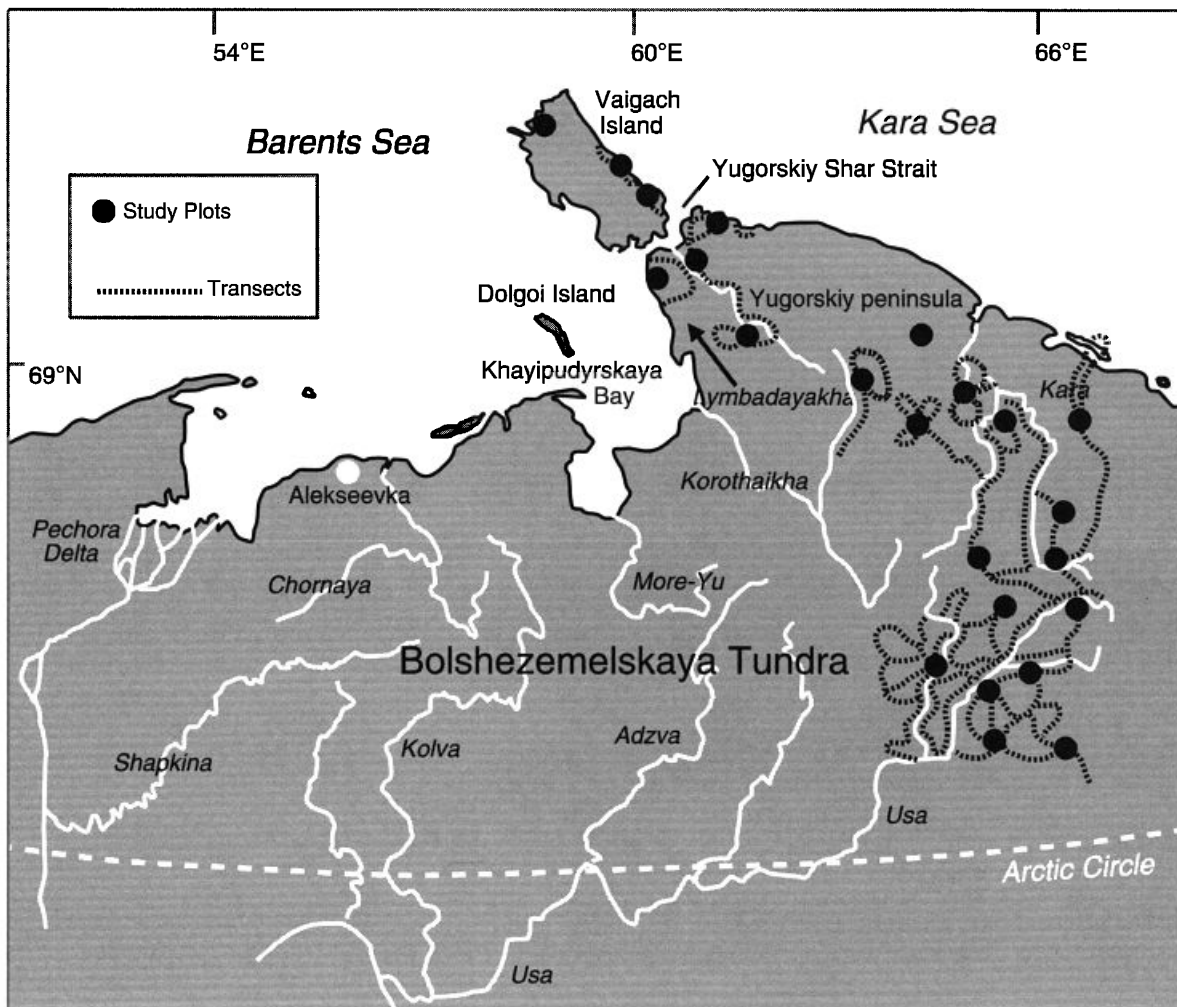 54°E
60°E
66°E
Vaigach
Island
Barents Sea
Kara Sea
Yugorskiy Shar Strait
Study Plots
Transects
Dolgoi Island
Yugorskiy peninsula
69°N
Khayipudyrskaya
Bay
Lymbadayakha
Kara
Alekseevka
Korothaikha
Pechora
Delta
Chornaya
More-Yu
Bolshezemelskaya Tundra
Shapkina
Kolva
Adzva
Usa
Arctic Circle
Usa